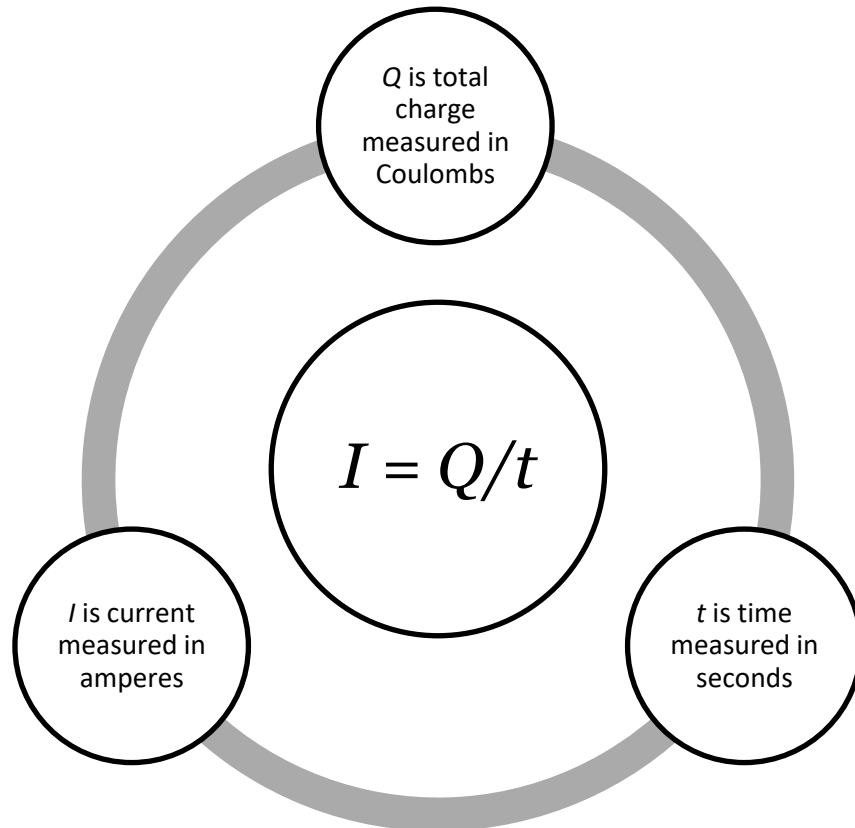 Q is total
charge
measured in
Coulombs
I = Q/t
I is current
measured in
amperes
t is time
measured in
seconds